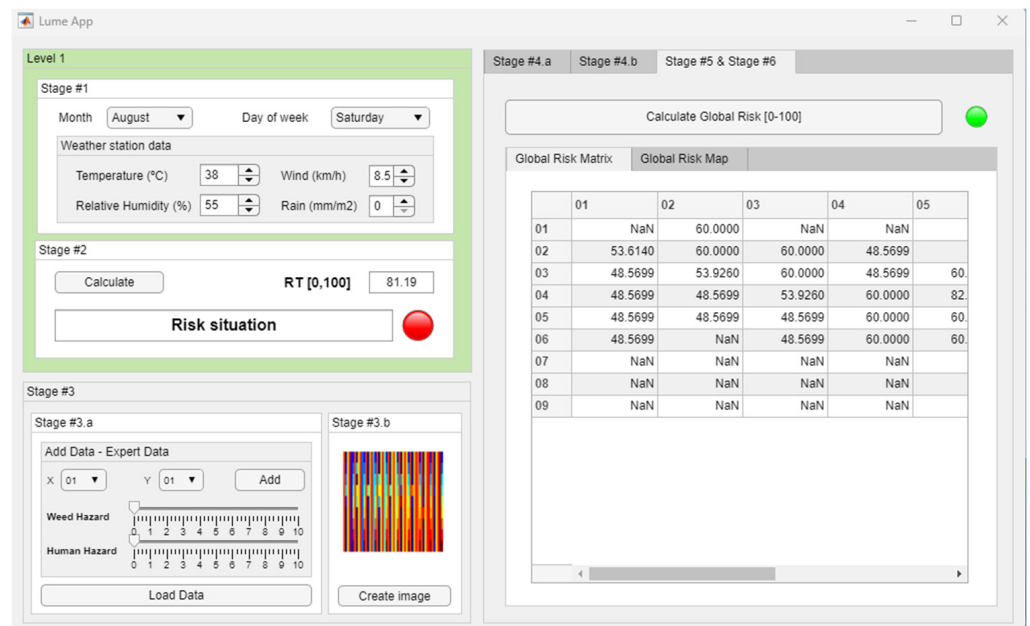 Lume App
Level 1
Stage #1
Month August Day of week Saturday
Weather station data
Temperature (ºC) 38 Wind (km/h) 8.5
Relative Humidity (%) 55 Rain (mm/m2) 0
Stage #2
Calculate RT [0,100] 81.19
Risk situation
Stage #3
Stage #3.a
Add Data - Expert Data
X 01 Y 01 Add
Weed Hazard
0 1 2 3 4 5 6 7 8 9 10
Human Hazard
0 1 2 3 4 5 6 7 8 9 10
Load Data
Stage #3.b
Create image
Stage #4.a Stage #4.b Stage #5 & Stage #6
Calculate Global Risk [0-100]
Global Risk Matrix Global Risk Map
01 02 03 04 05
01 NaN 60.0000 NaN NaN
02 53.6140 60.0000 60.0000 48.5699
03 48.5699 53.9260 60.0000 48.5699 60.
04 48.5699 48.5699 53.9260 60.0000 82.
05 48.5699 48.5699 48.5699 60.0000 60.
06 48.5699 NaN 48.5699 60.0000 60.
07 NaN NaN NaN NaN
08 NaN NaN NaN NaN
09 NaN NaN NaN NaN